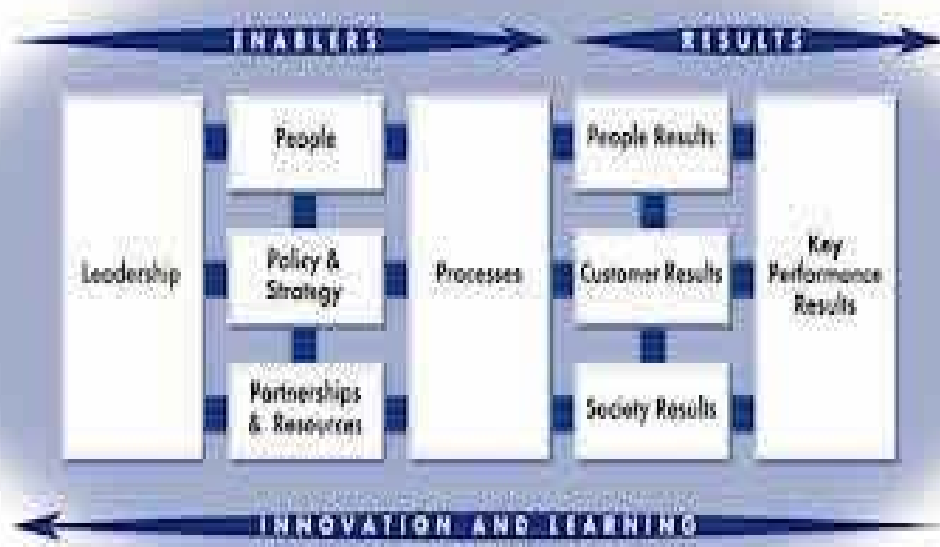 ENABLERS
RESULTS
Leadership
People
Policy &
Strategy
Partnerships
& Resources
Processes
People Results
Customer Results
Society Results
Key
Performance
Results
INNOVATION AND LEARNING